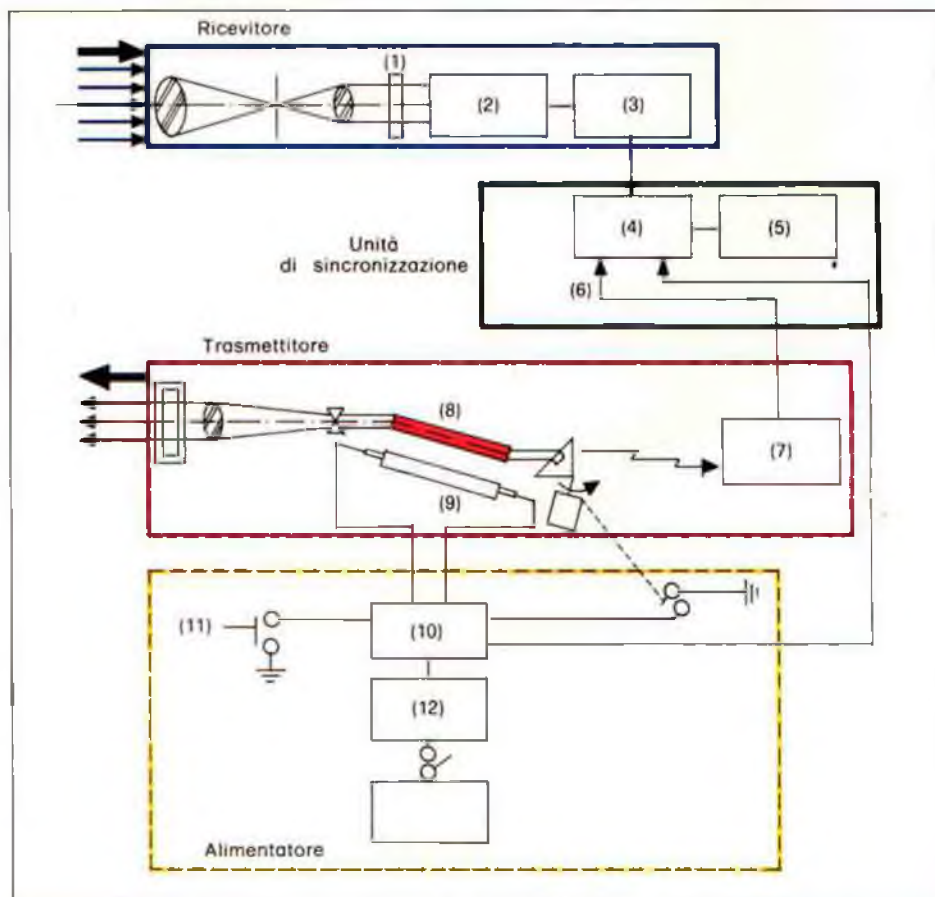 Ricevitore
(1)
(2)
(3)
Unità
di sincronizzazione
(4)
(5)
(6)
Trasmettitore
(8)
(7)
(9)
(11)
(10)
(12)
Alimentatore